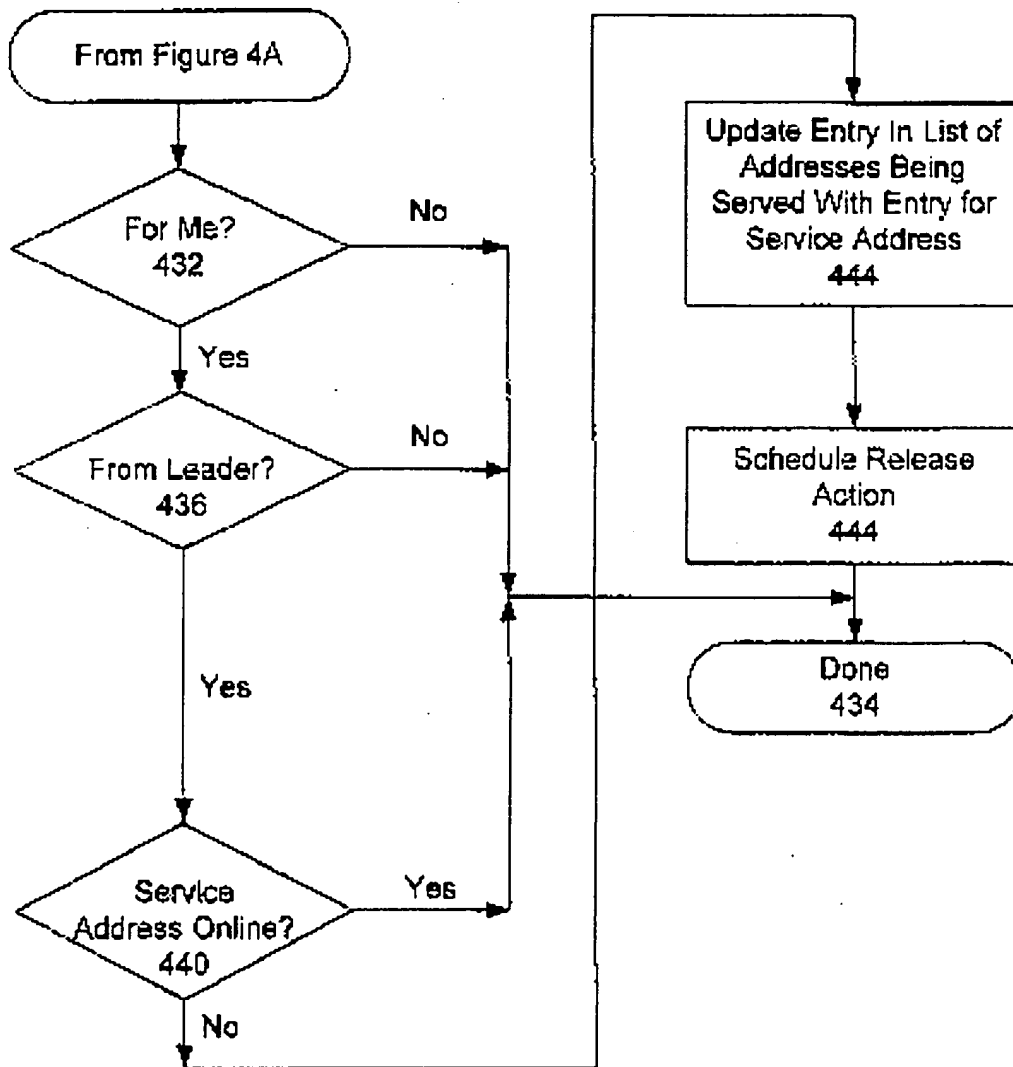 From Figure 4A
For Me?
432
No
Yes
From Leader?
436
No
Yes
Service
Address Online?
440
Yes
No
Update Entry In List of
Addresses Being
Served With Entry for
Service Address
444
Schedule Release
Action
444
Done
434